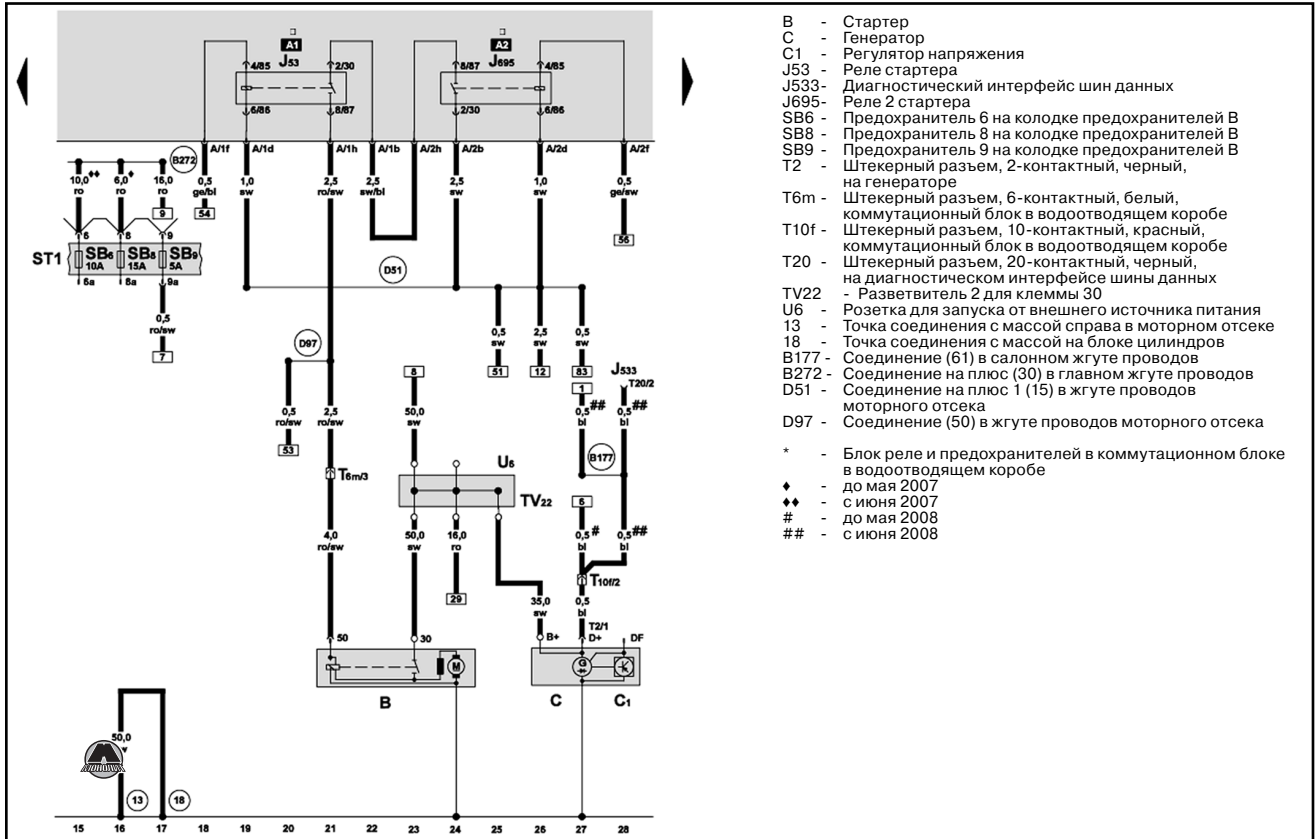 A1
A2
J53
J695
4/85
2/30
8/87
4/85
6/86
8/87
2/30
6/86
A/1f
A/1d
A/1h
A/1b
A/2h
A/2b
A/2d
A/2f
B272
10,0
ro
♦♦
6,0
ro
♦
16,0
ro
0,5
ge/bl
1,0
sw
2,5
ro/sw
2,5
sw/bl
2,5
sw
1,0
sw
0,5
ge/sw
9
54
56
6
8
9
ST1
SB6
10A
SB8
15A
SB9
5A
6a
8a
9a
D51
0,5
ro/sw
7
D97
8
0,5
sw
51
2,5
sw
12
0,5
sw
83
1
J533
T20/2
0,5
ro/sw
53
2,5
ro/sw
50,0
sw
0,5
bl
##
0,5
bl
##
B177
T6m/3
U6
TV22
6
4,0
ro/sw
50,0
sw
16,0
ro
29
0,5
bl
#
0,5
bl
##
T10f/2
35,0
sw
0,5
bl
T2/1
50
30
B+
D+
DF
M
G
B
C
C1
50,0
13
18
15 16 17 18 19 20 21 22 23 24 25 26 27 28
B - Стартер
C - Генератор
C1 - Регулятор напряжения
J53 - Реле стартера
J533- Диагностический интерфейс шин данных
J695- Реле 2 стартера
SB6 - Предохранитель 6 на колодке предохранителей B
SB8 - Предохранитель 8 на колодке предохранителей B
SB9 - Предохранитель 9 на колодке предохранителей B
T2 - Штекерный разъем, 2-контактный, черный,
на генераторе
T6m - Штекерный разъем, 6-контактный, белый,
коммутационный блок в водоотводящем коробе
T10f - Штекерный разъем, 10-контактный, красный,
коммутационный блок в водоотводящем коробе
T20 - Штекерный разъем, 20-контактный, черный,
на диагностическом интерфейсе шины данных
TV22 - Разветвитель 2 для клеммы 30
U6 - Розетка для запуска от внешнего источника питания
13 - Точка соединения с массой справа в моторном отсеке
18 - Точка соединения с массой на блоке цилиндров
B177 - Соединение (61) в салонном жгуте проводов
B272 - Соединение на плюс (30) в главном жгуте проводов
D51 - Соединение на плюс 1 (15) в жгуте проводов
моторного отсека
D97 - Соединение (50) в жгуте проводов моторного отсека
* - Блок реле и предохранителей в коммутационном блоке
в водоотводящем коробе
♦ - до мая 2007
♦♦ - с июня 2007
# - до мая 2008
## - с июня 2008